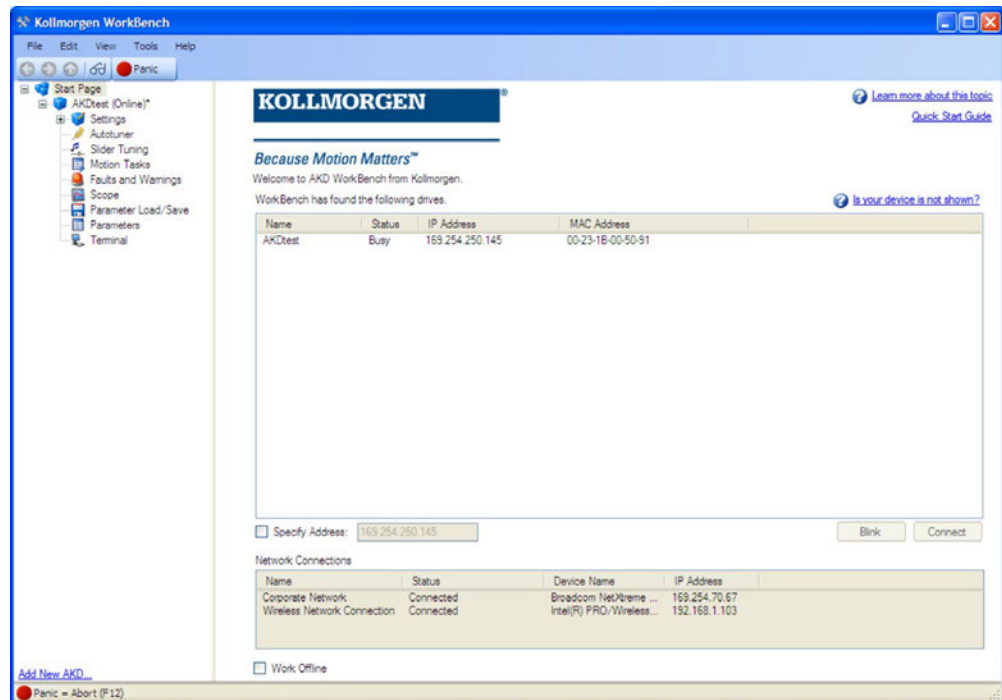 Kollmorgen WorkBench
File Edit View Tools Help
Panic
Start Page
AKDtest (Online)*
Settings
Autotuner
Slider Tuning
Motion Tasks
Faults and Warnings
Scope
Parameter Load/Save
Parameters
Terminal
Add New AKD...
KOLLMORGEN®
Learn more about this topic
Quick Start Guide
Because Motion Matters™
Welcome to AKD WorkBench from Kollmorgen.
WorkBench has found the following drives.
Is your device is not shown?
Name Status IP Address MAC Address
AKDtest Busy 169.254.250.145 00-23-1B-00-50-91
Specify Address: 169.254.250.145
Blink Connect
Network Connections
Name Status Device Name IP Address
Corporate Network Connected Broadcom NetXtreme ... 169.254.70.67
Wireless Network Connection Connected Intel(R) PRO/Wireless... 192.168.1.103
Work Offline
Panic = Abort (F12)